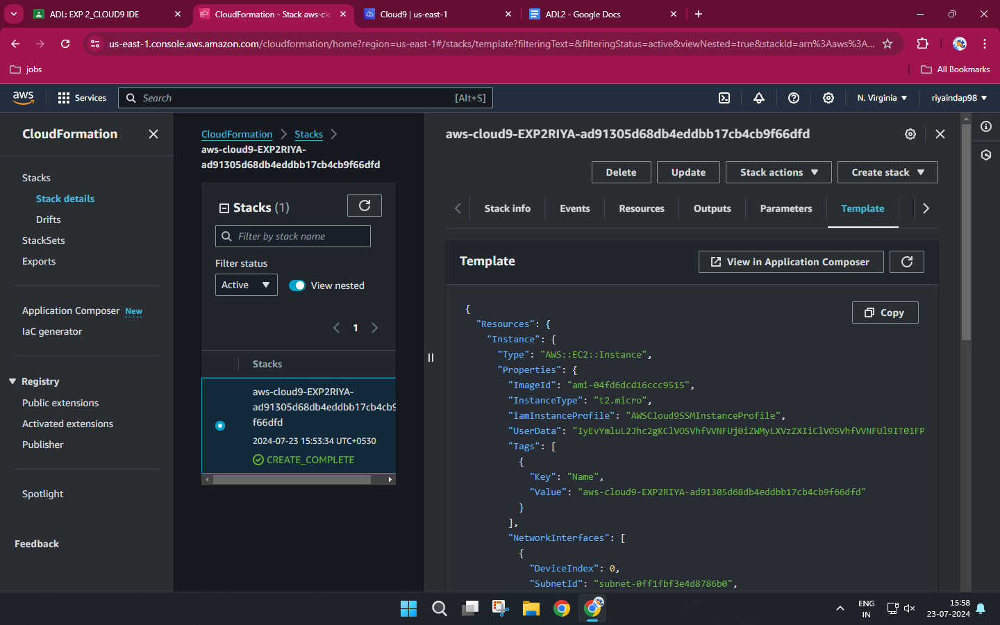 ADL: EXP 2_CLOUD9 IDE
CloudFormation - Stack aws-clo
Cloud9 | us-east-1
ADL2 - Google Docs
us-east-1.console.aws.amazon.com/cloudformation/home?region=us-east-1#/stacks/template?filteringText=&filteringStatus=active&viewNested=true&stackId=arn%3Aaws%3A...
jobs
All Bookmarks
aws
Services
Search
[Alt+S]
N. Virginia
riyaindap98
CloudFormation
Stacks
Stack details
Drifts
StackSets
Exports
Application Composer New
IaC generator
Registry
Public extensions
Activated extensions
Publisher
Spotlight
Feedback
CloudFormation
Stacks
aws-cloud9-EXP2RIYA-
ad91305d68db4eddbb17cb4cb9f66dfd
Stacks (1)
Filter by stack name
Filter status
Active
View nested
1
Stacks
aws-cloud9-EXP2RIYA-
ad91305d68db4eddbb17cb4cb9
f66dfd
2024-07-23 15:53:34 UTC+0530
CREATE_COMPLETE
aws-cloud9-EXP2RIYA-ad91305d68db4eddbb17cb4cb9f66dfd
Delete
Update
Stack actions
Create stack
Stack info
Events
Resources
Outputs
Parameters
Template
Template
View in Application Composer
Copy
{
"Resources": {
"Instance": {
"Type": "AWS::EC2::Instance",
"Properties": {
"ImageId": "ami-04fd6dcd16ccc9515",
"InstanceType": "t2.micro",
"IamInstanceProfile": "AWSCloud9SSMInstanceProfile",
"UserData": "IyEvYmluL2Jhc2gKClVOSVhfVVNFUj0iZWMyLXVzZXIiClVOSVhfVVNFUl9IT01FP
"Tags": [
{
"Key": "Name",
"Value": "aws-cloud9-EXP2RIYA-ad91305d68db4eddbb17cb4cb9f66dfd"
}
],
"NetworkInterfaces": [
{
"DeviceIndex": 0,
"SubnetId": "subnet-0ff1fbf3e4d8786b0",
ENG
IN
15:58
23-07-2024